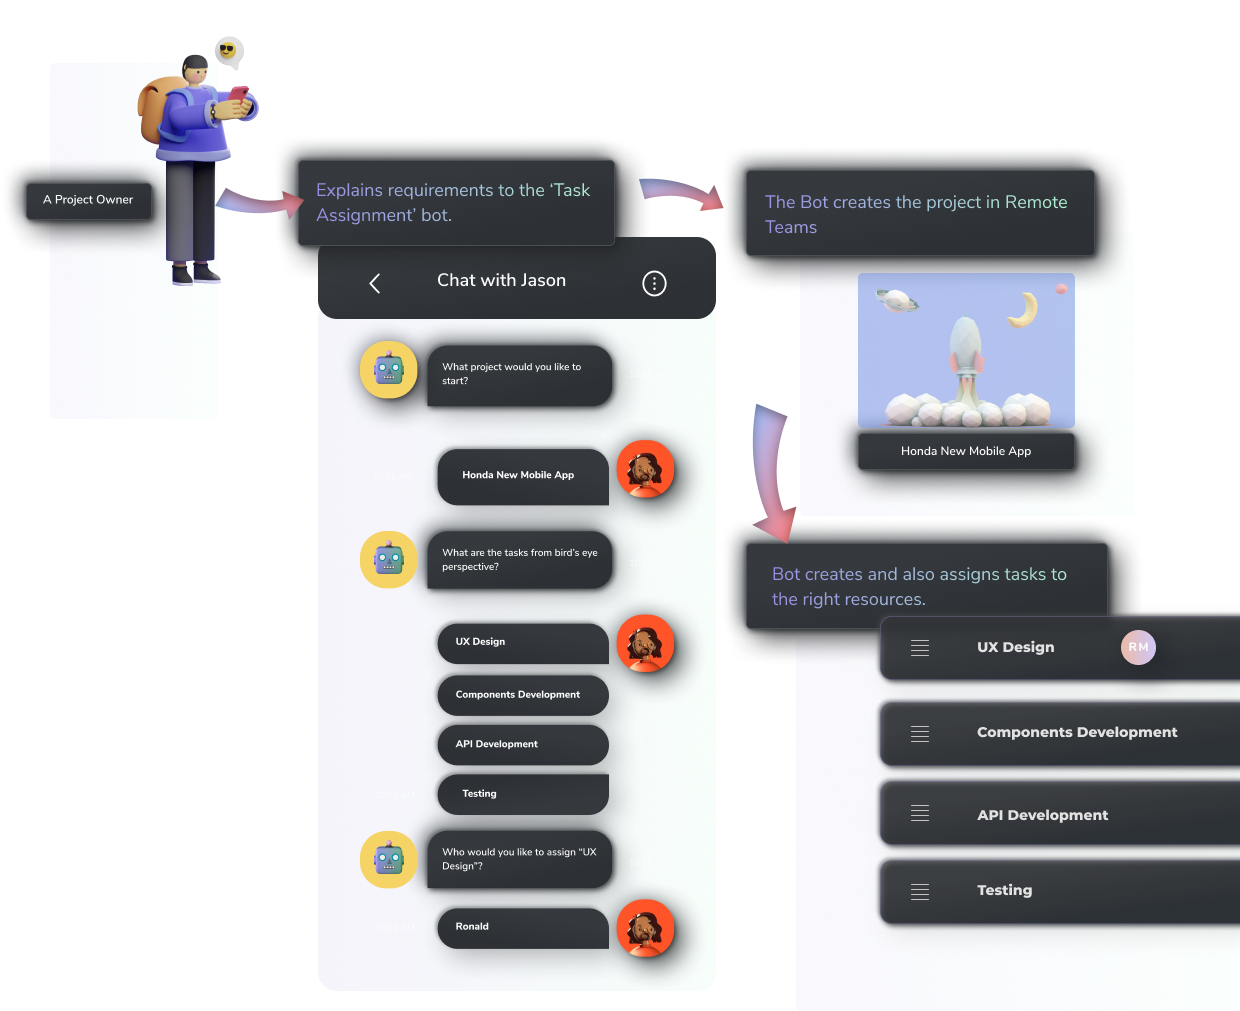 A Project Owner
Explains requirements to the ‘Task
Assignment’ bot.
Chat with Jason
What project would you like to
start?
Honda New Mobile App
What are the tasks from bird’s eye
perspective?
UX Design
Components Development
API Development
Testing
Who would you like to assign “UX
Design”?
Ronald
The Bot creates the project in Remote
Teams
Honda New Mobile App
Bot creates and also assigns tasks to
the right resources.
UX Design
RM
Components Development
API Development
Testing